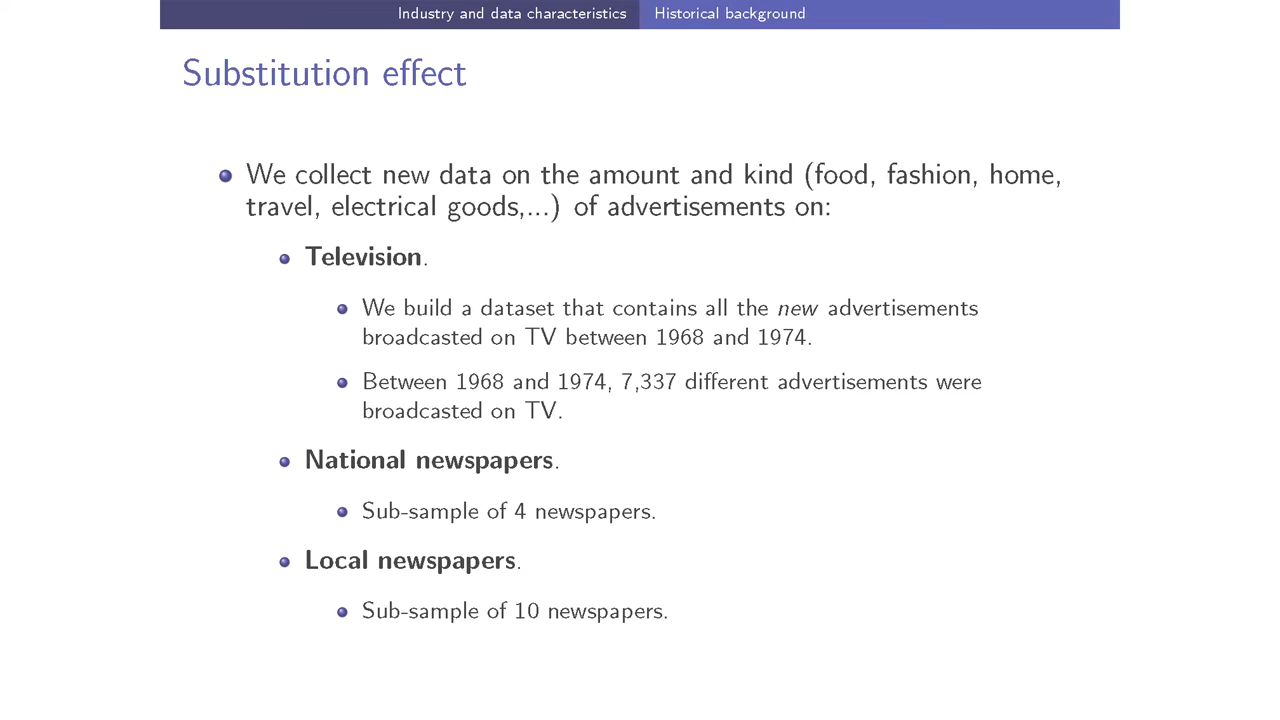 Industry and data characteristics Historical background
Substitution effect
We collect new data on the amount and kind (food, fashion, home,
travel, electrical goods,...) of advertisements on:
Television.
We build a dataset that contains all the new advertisements
broadcasted on TV between 1968 and 1974.
Between 1968 and 1974, 7,337 different advertisements were
broadcasted on TV.
National newspapers.
Sub-sample of 4 newspapers.
Local newspapers.
Sub-sample of 10 newspapers.